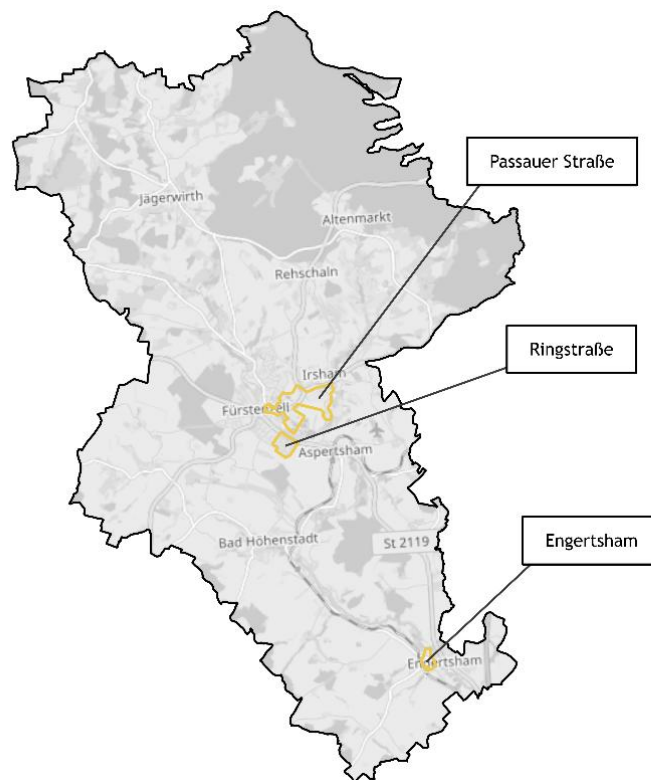 Passauer Straße
Jägerwirth
Altenmarkt
Rehschaln
Ringstraße
Irsham
Fürstenzell
Aspertsham
Bad Höhenstadt
St 2119
Engertsham
Engertsham